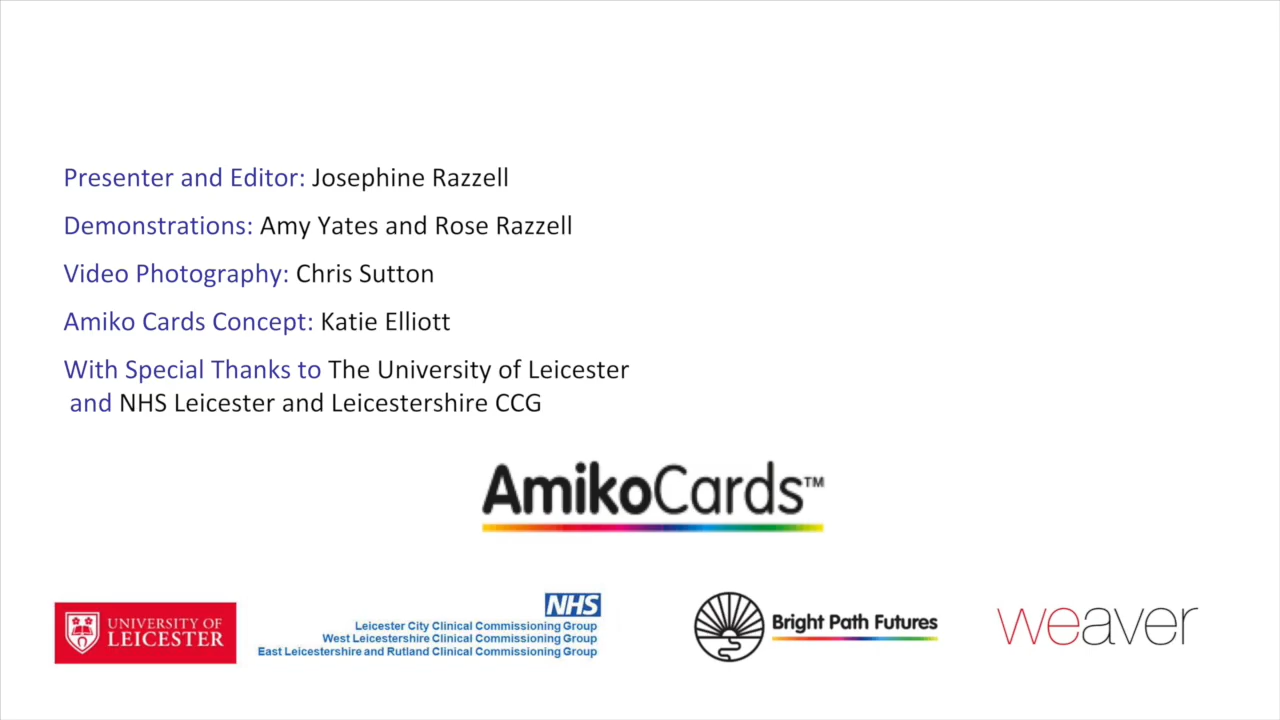 Presenter and Editor: Josephine Razzell
Demonstrations: Amy Yates and Rose Razzell
Video Photography: Chris Sutton
Amiko Cards Concept: Katie Elliott
With Special Thanks to The University of Leicester
and NHS Leicester and Leicestershire CCG
AmikoCards™
UNIVERSITY OF
LEICESTER
NHS
Leicester City Clinical Commissioning Group
West Leicestershire Clinical Commissioning Group
East Leicestershire and Rutland Clinical Commissioning Group
Bright Path Futures
weaver